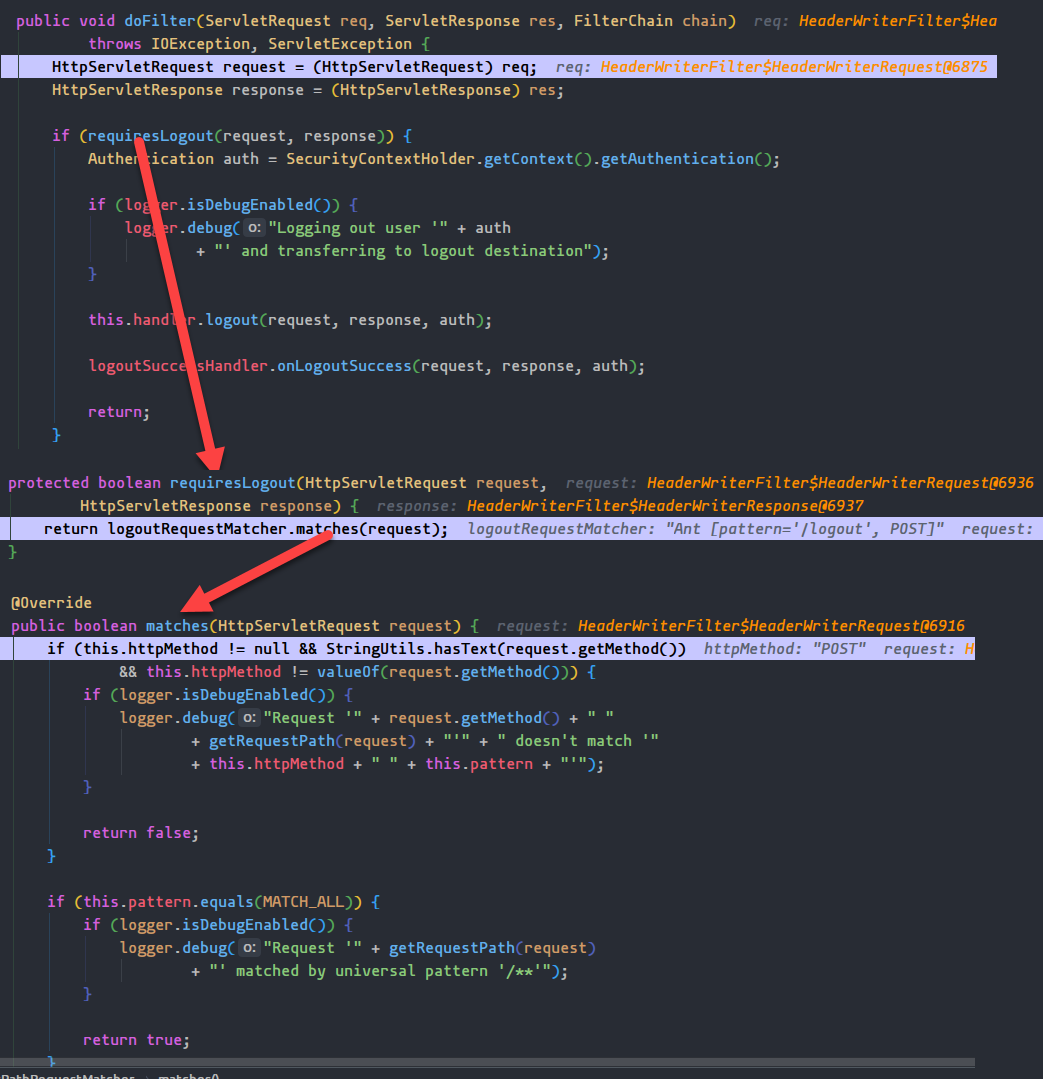 public void doFilter(ServletRequest req, ServletResponse res, FilterChain chain) req: HeaderWriterFilter$Hea
throws IOException, ServletException {
HttpServletRequest request = (HttpServletRequest) req; req: HeaderWriterFilter$HeaderWriterRequest@6875
HttpServletResponse response = (HttpServletResponse) res;
if (requiresLogout(request, response)) {
Authentication auth = SecurityContextHolder.getContext().getAuthentication();
if (logger.isDebugEnabled()) {
logger.debug( o: "Logging out user '" + auth
+ "' and transferring to logout destination");
}
this.handler.logout(request, response, auth);
logoutSuccessHandler.onLogoutSuccess(request, response, auth);
return;
}
protected boolean requiresLogout(HttpServletRequest request, request: HeaderWriterFilter$HeaderWriterRequest@6936
HttpServletResponse response) { response: HeaderWriterFilter$HeaderWriterResponse@6937
return logoutRequestMatcher.matches(request); logoutRequestMatcher: "Ant [pattern='/logout', POST]" request:
}
@Override
public boolean matches(HttpServletRequest request) { request: HeaderWriterFilter$HeaderWriterRequest@6916
if (this.httpMethod != null && StringUtils.hasText(request.getMethod()) httpMethod: "POST" request: H
&& this.httpMethod != valueOf(request.getMethod())) {
if (logger.isDebugEnabled()) {
logger.debug( o: "Request '" + request.getMethod() + " "
+ getRequestPath(request) + "'" + " doesn't match '"
+ this.httpMethod + " " + this.pattern + "'");
}
return false;
}
if (this.pattern.equals(MATCH_ALL)) {
if (logger.isDebugEnabled()) {
logger.debug( o: "Request '" + getRequestPath(request)
+ "' matched by universal pattern '/**'");
}
return true;
}
PathRequestMatcher › matches()